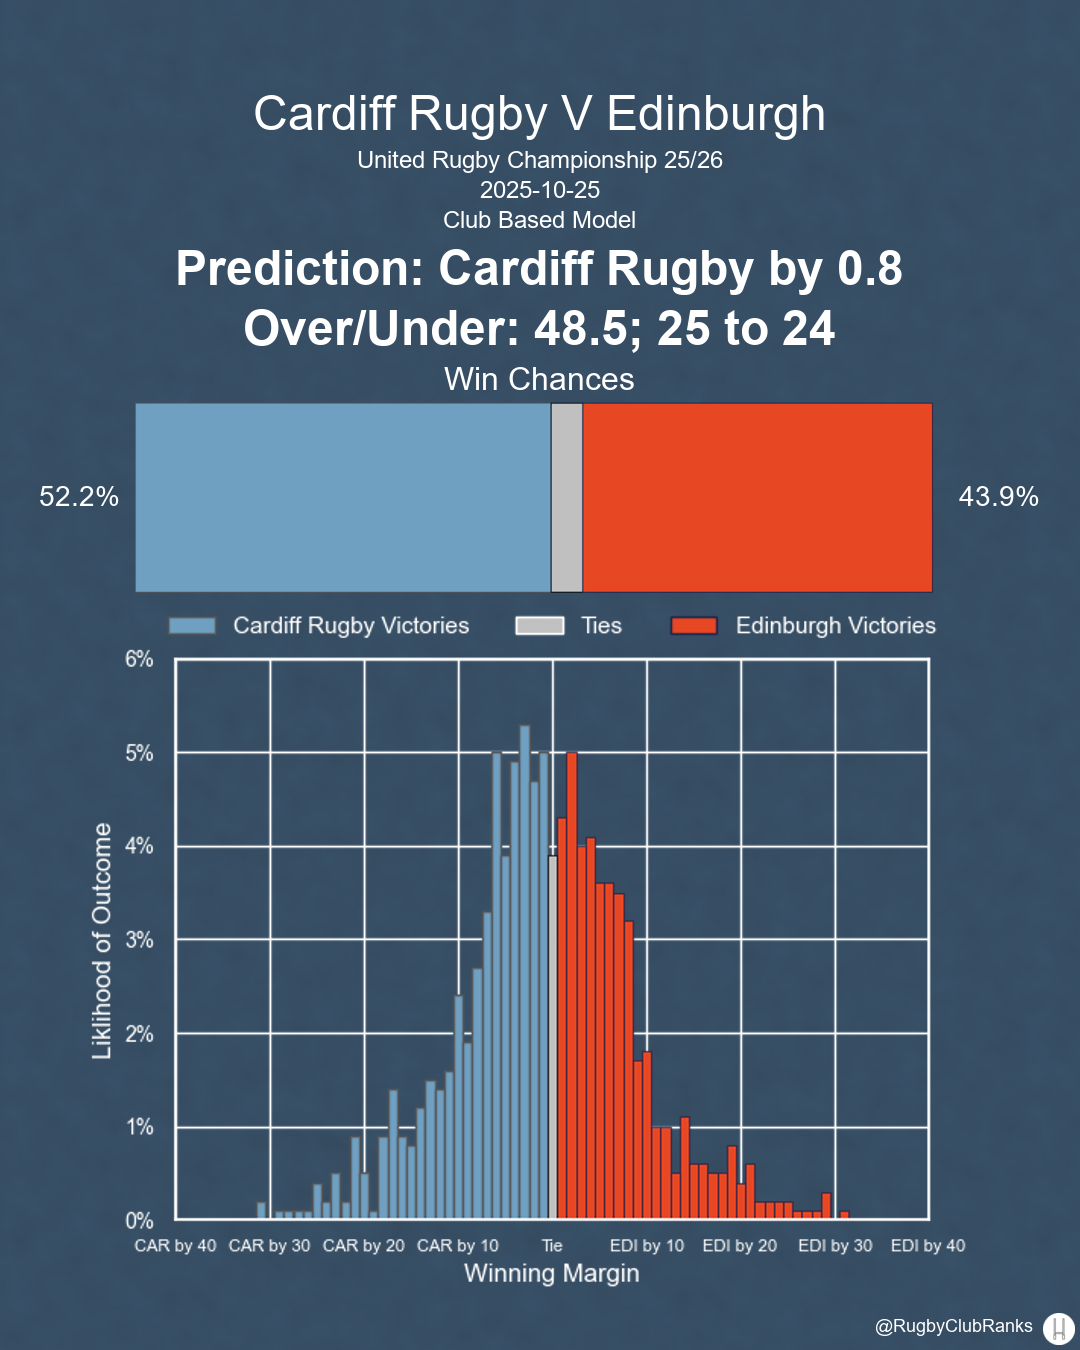 Cardiff Rugby V Edinburgh
United Rugby Championship 25/26
2025-10-25
Club Based Model
Prediction: Cardiff Rugby by 0.8
Over/Under: 48.5; 25 to 24
Win Chances
52.2%
43.9%
Cardiff Rugby Victories Ties Edinburgh Victories
6%
5%
4%
3%
2%
1%
0%
Liklihood of Outcome
CAR by 40 CAR by 30 CAR by 20 CAR by 10 Tie EDI by 10 EDI by 20 EDI by 30 EDI by 40
Winning Margin
@RugbyClubRanks